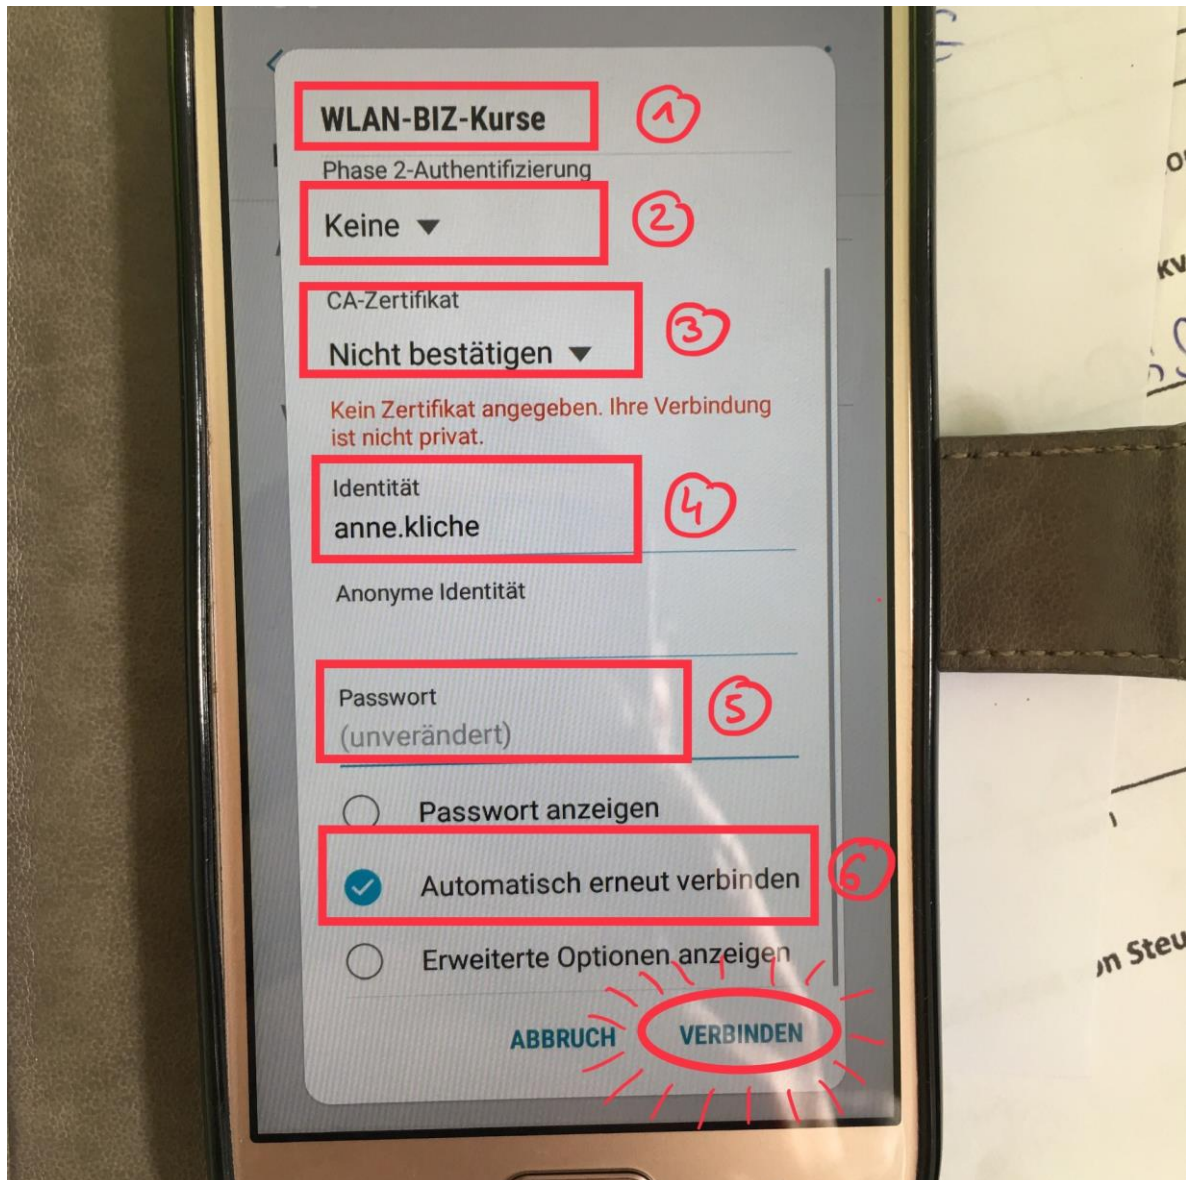 WLAN-BIZ-Kurse 1
Phase 2-Authentifizierung
Keine 2
CA-Zertifikat
Nicht bestätigen 3
Kein Zertifikat angegeben. Ihre Verbindung
ist nicht privat.
Identität
anne.kliche 4
Anonyme Identität
Passwort
(unverändert) 5
Passwort anzeigen
Automatisch erneut verbinden 6
Erweiterte Optionen anzeigen
ABBRUCH VERBINDEN